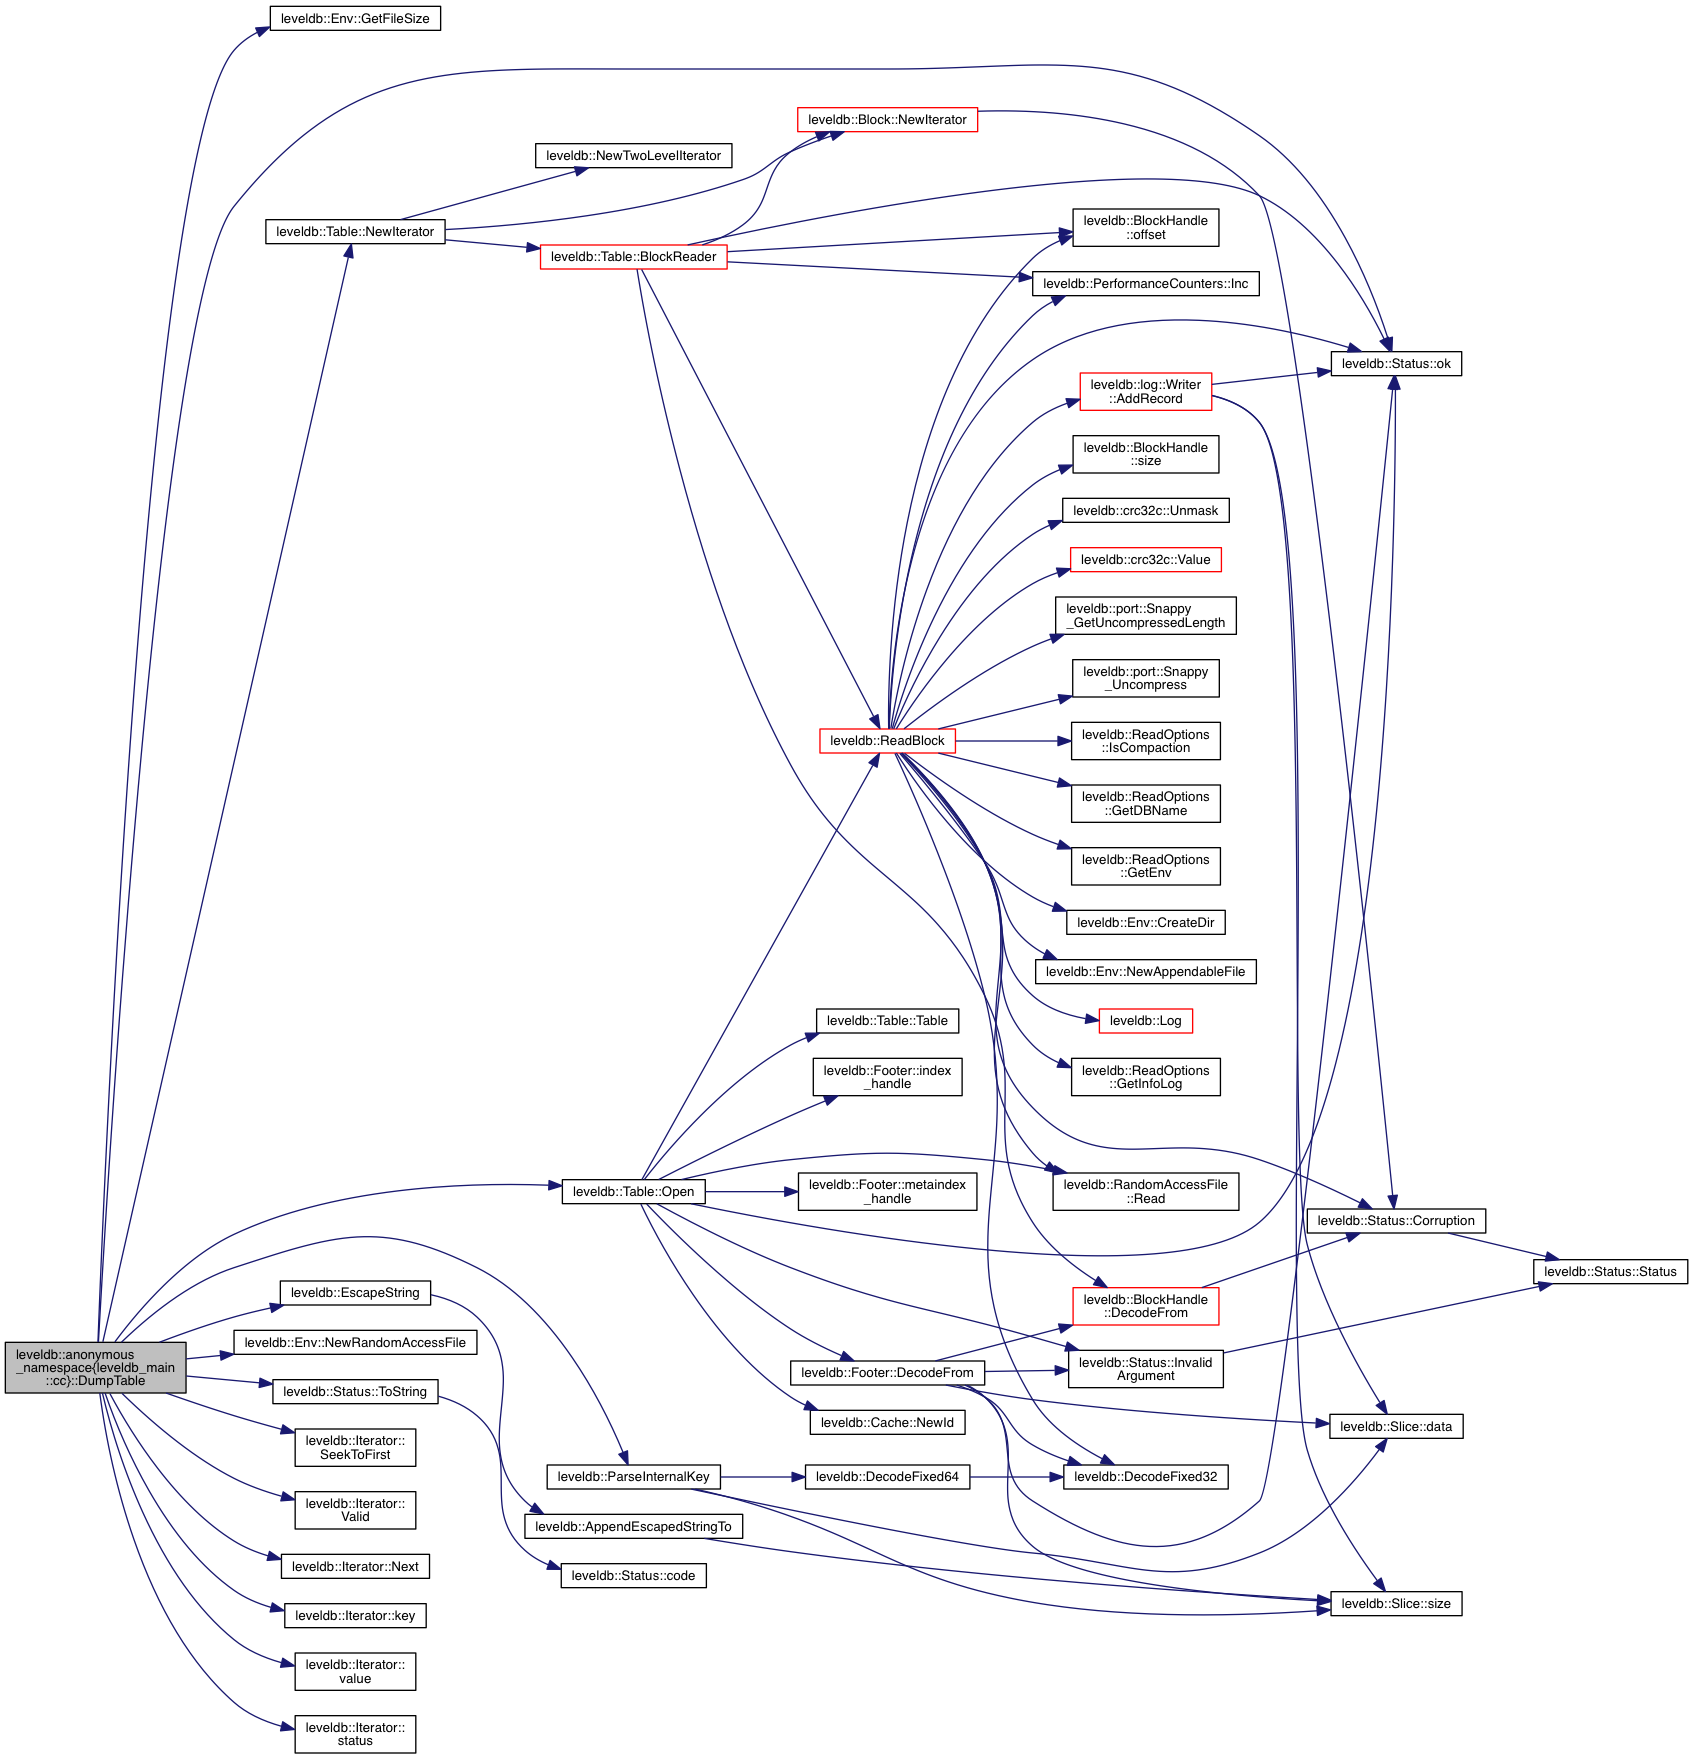 leveldb::Env::GetFileSize
leveldb::Block::NewIterator
leveldb::NewTwoLevelIterator
leveldb::Table::NewIterator
leveldb::Table::BlockReader
leveldb::BlockHandle
::offset
leveldb::PerformanceCounters::Inc
leveldb::Status::ok
leveldb::log::Writer
::AddRecord
leveldb::BlockHandle
::size
leveldb::crc32c::Unmask
leveldb::crc32c::Value
leveldb::port::Snappy
_GetUncompressedLength
leveldb::port::Snappy
_Uncompress
leveldb::ReadBlock
leveldb::ReadOptions
::IsCompaction
leveldb::ReadOptions
::GetDBName
leveldb::ReadOptions
::GetEnv
leveldb::Env::CreateDir
leveldb::Env::NewAppendableFile
leveldb::Log
leveldb::Table::Table
leveldb::Footer::index
_handle
leveldb::ReadOptions
::GetInfoLog
leveldb::Table::Open
leveldb::Footer::metaindex
_handle
leveldb::RandomAccessFile
::Read
leveldb::Status::Corruption
leveldb::Status::Status
leveldb::EscapeString
leveldb::BlockHandle
::DecodeFrom
leveldb::Env::NewRandomAccessFile
leveldb::anonymous
_namespace{leveldb_main
::cc}::DumpTable
leveldb::Footer::DecodeFrom
leveldb::Status::Invalid
Argument
leveldb::Status::ToString
leveldb::Cache::NewId
leveldb::Slice::data
leveldb::Iterator::
SeekToFirst
leveldb::ParseInternalKey
leveldb::DecodeFixed64
leveldb::DecodeFixed32
leveldb::Iterator::
Valid
leveldb::AppendEscapedStringTo
leveldb::Iterator::Next
leveldb::Status::code
leveldb::Slice::size
leveldb::Iterator::key
leveldb::Iterator::
value
leveldb::Iterator::
status